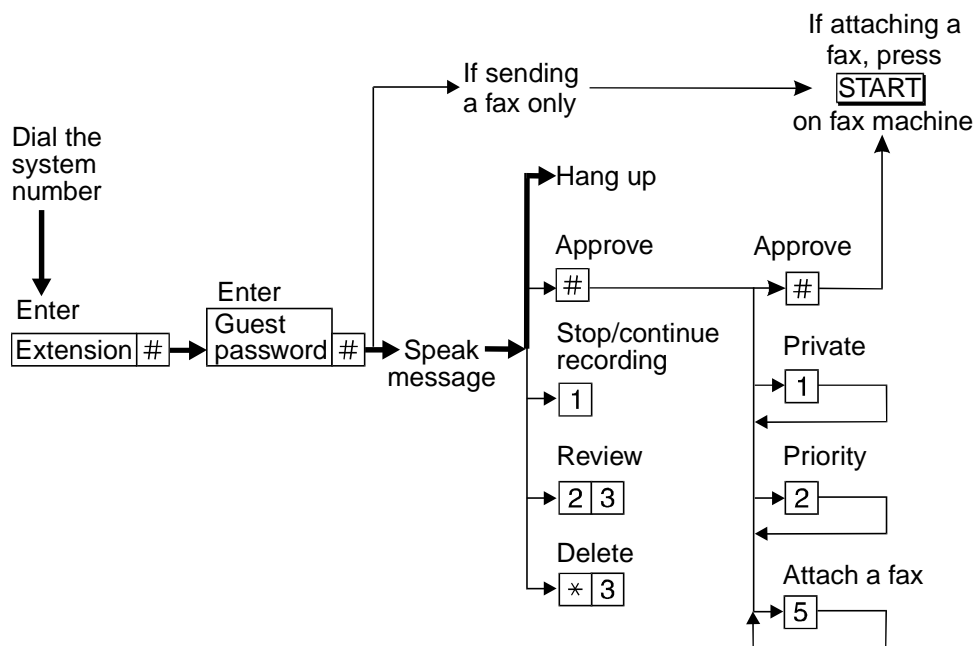 Dial the
system
number
Enter
Extension #
Enter
Guest
password #
Speak
message
If sending
a fax only
If attaching a
fax, press
START
on fax machine
Hang up
Approve
#
Stop/continue
recording
1
Review
2 3
Delete
* 3
Approve
#
Private
1
Priority
2
Attach a fax
5